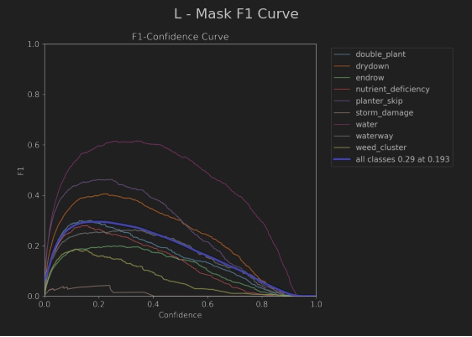 L - Mask F1 Curve
F1-Confidence Curve
1.0
0.8
0.6
0.4
0.2
0.0
F1
0.0 0.2 0.4 0.6 0.8 1.0
Confidence
double_plant
drydown
endrow
nutrient_deficiency
planter_skip
storm_damage
water
waterway
weed_cluster
all classes 0.29 at 0.193